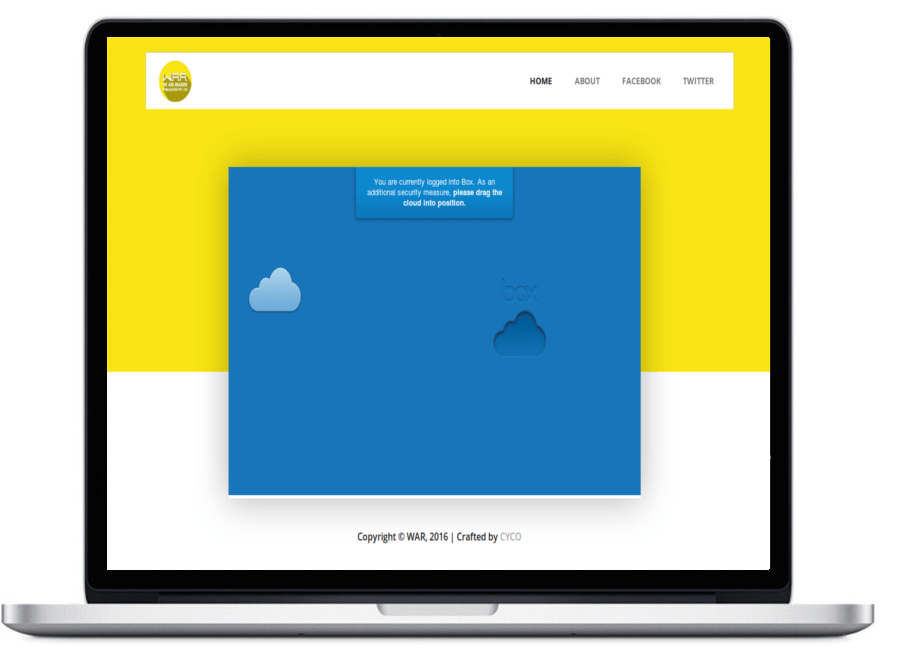 WAR
HOME ABOUT FACEBOOK TWITTER
You are currently logged into Box. As an
additional security measure, please drag the
cloud into position.
box
Copyright © WAR, 2016 | Crafted by CYCO